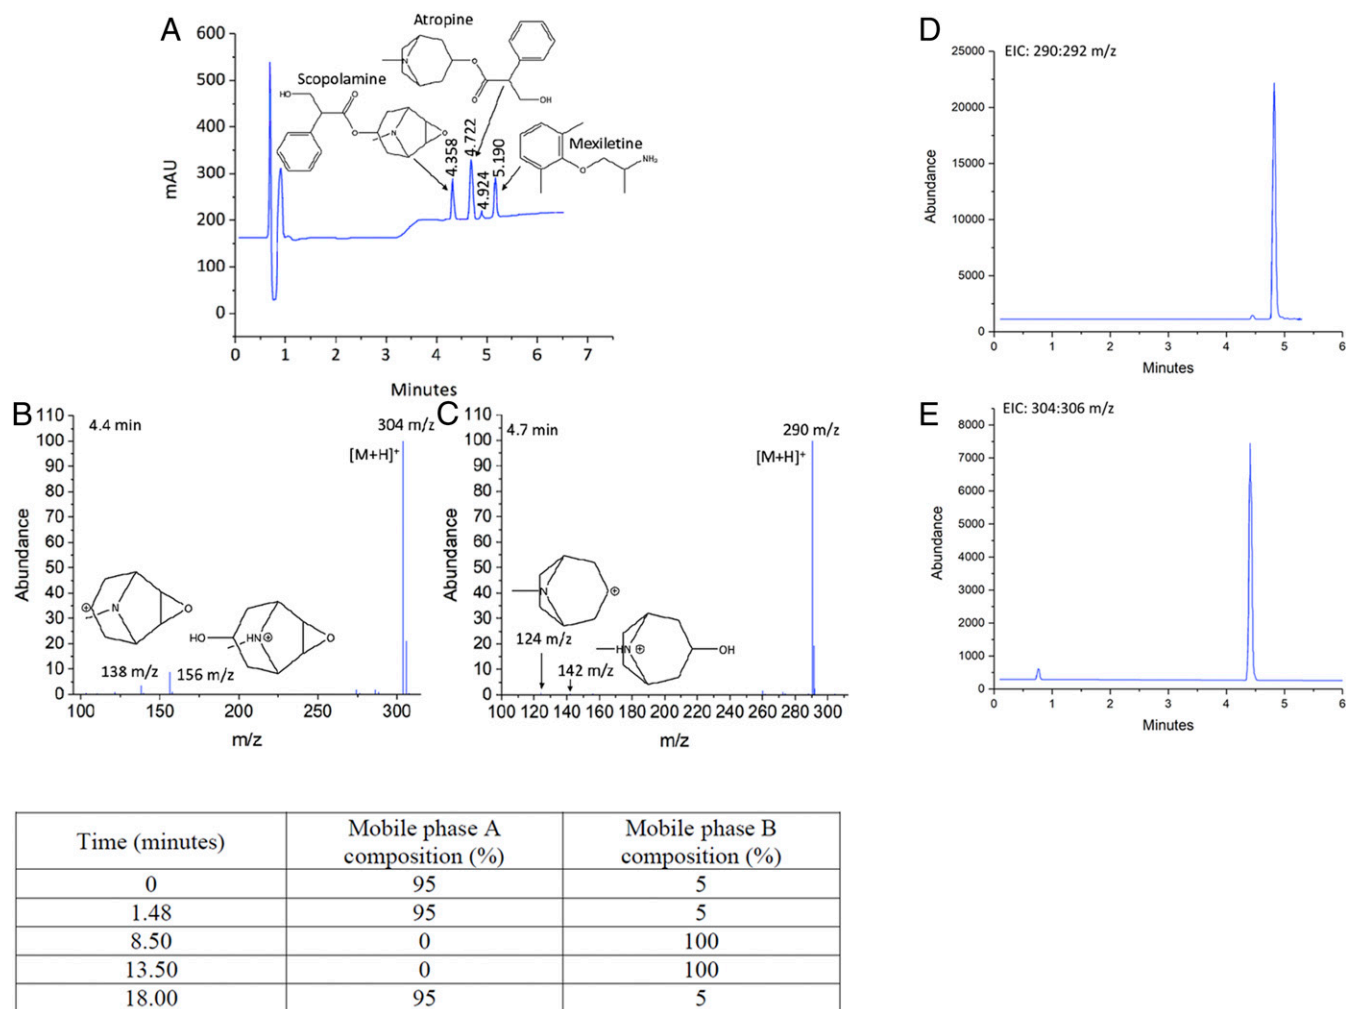 A
Atropine
Scopolamine
Mexiletine
N
O
O
OH
HO
O
O
N
O
O
NH₂
4.358
4.722
4.924
5.190
mAU
600
500
400
300
200
100
0
0 1 2 3 4 5 6 7
Minutes
B
4.4 min
304 m/z
[M+H]⁺
Abundance
110
100
90
80
70
60
50
40
30
20
10
0
N
O
HO
HN
O
138 m/z
156 m/z
100 150 200 250 300
m/z
C
4.7 min
290 m/z
[M+H]⁺
Abundance
110
100
90
80
70
60
50
40
30
20
10
0
N
124 m/z
142 m/z
HN
OH
100 120 140 160 180 200 220 240 260 280 300
m/z
D
EIC: 290:292 m/z
Abundance
25000
20000
15000
10000
5000
0
0 1 2 3 4 5 6
Minutes
E
EIC: 304:306 m/z
Abundance
8000
7000
6000
5000
4000
3000
2000
1000
0
0 1 2 3 4 5 6
Minutes
Time (minutes)
Mobile phase A
composition (%)
Mobile phase B
composition (%)
0 95 5
1.48 95 5
8.50 0 100
13.50 0 100
18.00 95 5